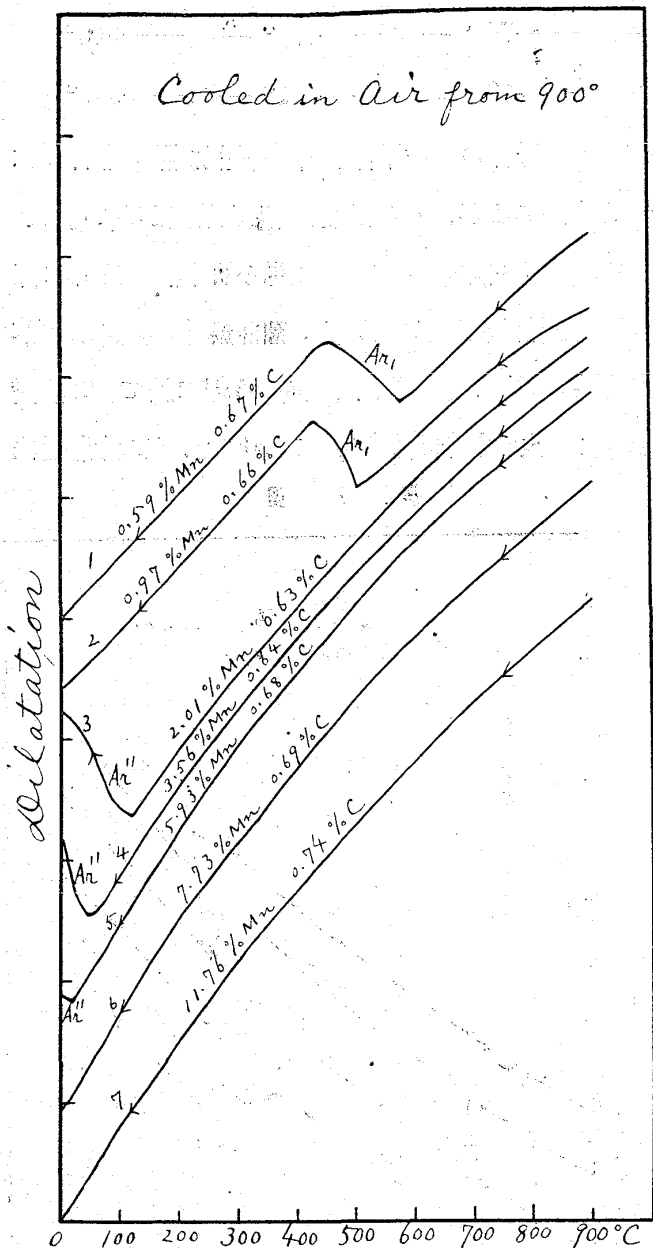 Cooled in Air from 900°
Dilatation
1 0.59% Mn 0.67% C Ar₁
2 0.97% Mn 0.66% C Ar₁
3 Ar'' 2.01% Mn 0.63% C
4 Ar'' 3.56% Mn 0.64% C
5 Ar'' 5.93% Mn 0.68% C
6 7.93% Mn 0.69% C
7 11.76% Mn 0.74% C
0 100 200 300 400 500 600 700 800 900°C